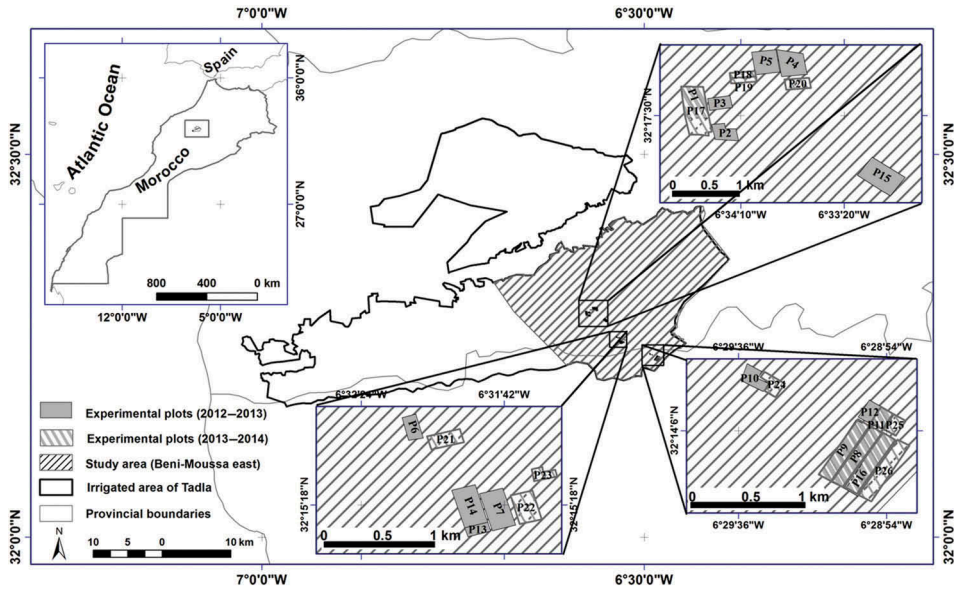 7°0'0"W
6°30'0"W
Spain
36°0'0"N
Atlantic Ocean
Morocco
27°0'0"N
800 400 0 km
12°0'0"W
5°0'0"W
32°30'0"N
32°30'0"N
P5
P4
P18
P19
P20
P1
P17
P3
P2
P15
32°17'30"N
0 0.5 1 km
6°34'10"W
6°33'20"W
6°29'36"W
6°28'54"W
P10
P24
P12
P11
P25
P9
P8
P16
P26
32°14'6"N
0 0.5 1 km
6°29'36"W
6°28'54"W
6°32'24"W
6°31'42"W
P6
P21
P23
P14
P7
P22
P13
32°15'18"N
32°15'18"N
0 0.5 1 km
Experimental plots (2012—2013)
Experimental plots (2013—2014)
Study area (Beni-Moussa east)
Irrigated area of Tadla
Provincial boundaries
N
10 5 0 10 km
32°0'0"N
32°0'0"N
7°0'0"W
6°30'0"W